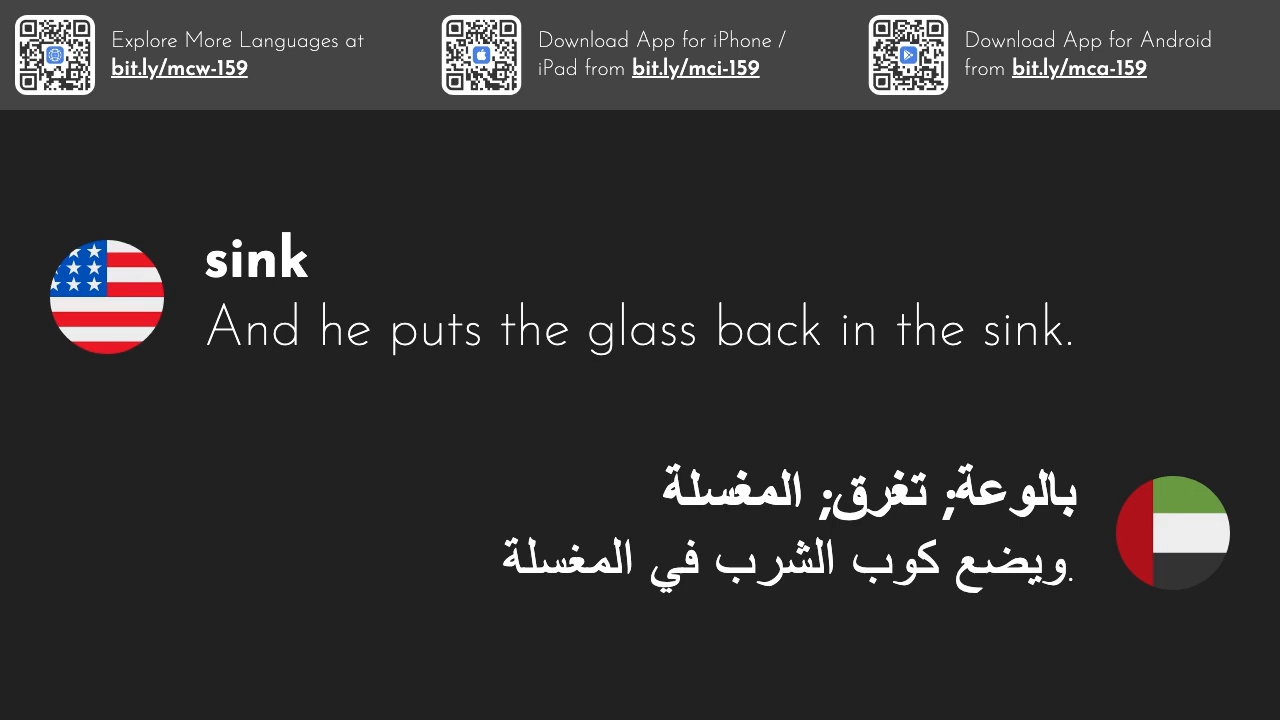 Explore More Languages at
bit.ly/mcw-159
Download App for iPhone /
iPad from bit.ly/mci-159
Download App for Android
from bit.ly/mca-159
sink
And he puts the glass back in the sink.
بالوعة; تغرق; المغسلة
ويضع كوب الشرب في المغسلة.